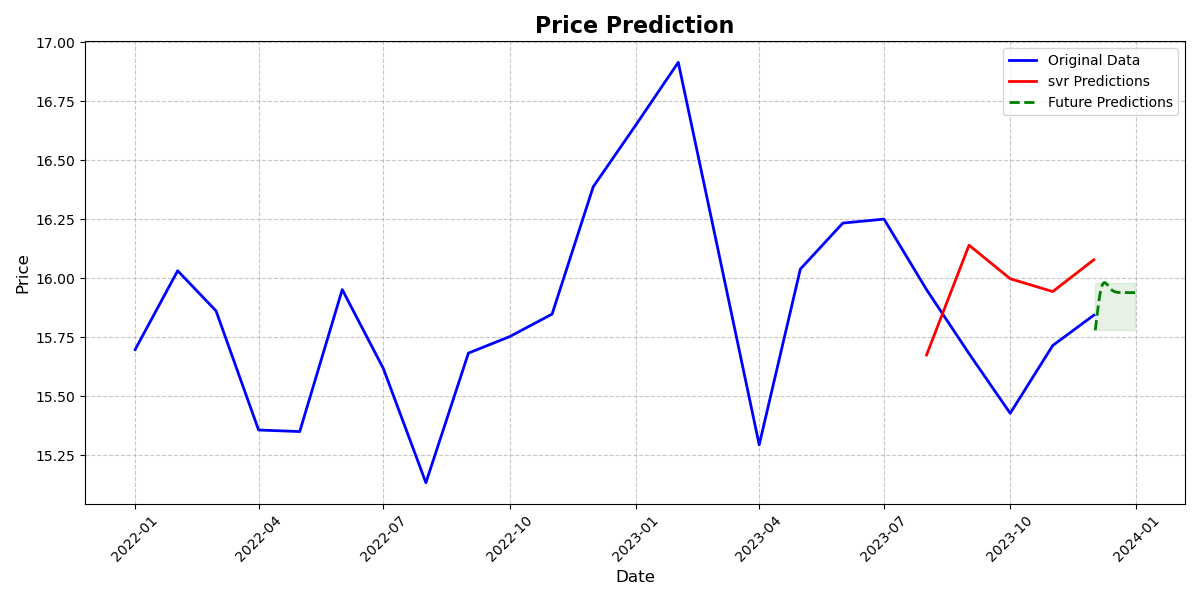 Price Prediction
Original Data
svr Predictions
Future Predictions
Price
17.00
16.75
16.50
16.25
16.00
15.75
15.50
15.25
2022-01
2022-04
2022-07
2022-10
2023-01
2023-04
2023-07
2023-10
2024-01
Date